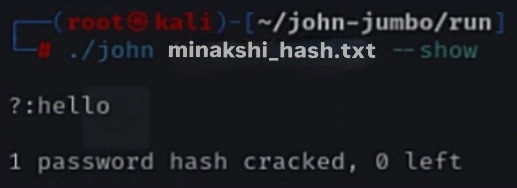 ┌──(root㉿kali)-[~/john-jumbo/run]
└─# ./john minakshi_hash.txt --show
?:hello
1 password hash cracked, 0 left